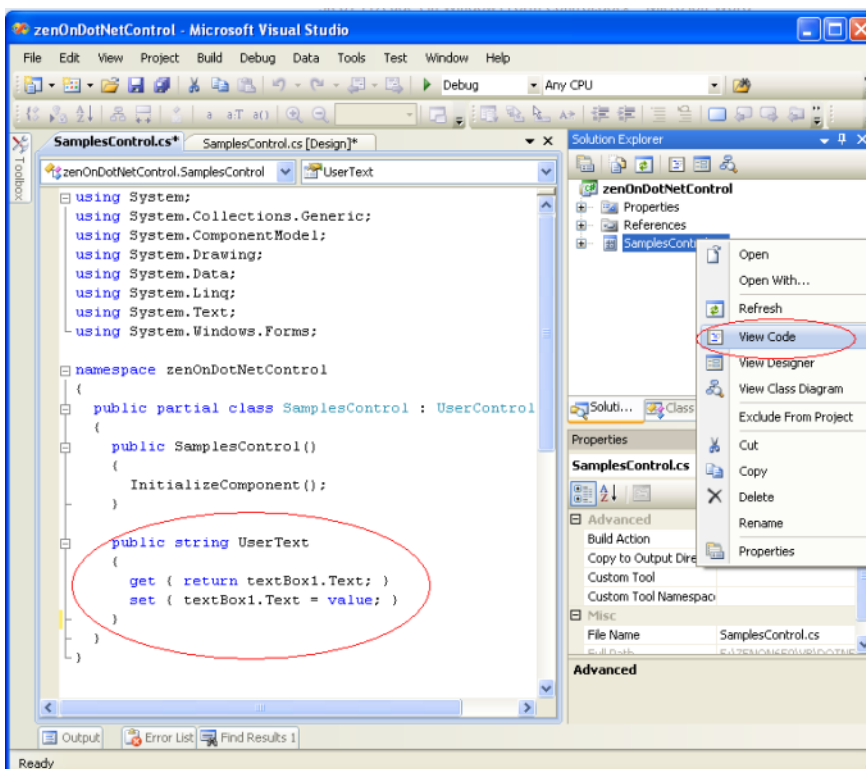 zenOnDotNetControl - Microsoft Visual Studio
File Edit View Project Build Debug Data Tools Test Window Help
Debug Any CPU
a aT a()
Toolbox
SamplesControl.cs* SamplesControl.cs [Design]*
zenOnDotNetControl.SamplesControl UserText
using System;
using System.Collections.Generic;
using System.ComponentModel;
using System.Drawing;
using System.Data;
using System.Linq;
using System.Text;
using System.Windows.Forms;
namespace zenOnDotNetControl
{
public partial class SamplesControl : UserControl
{
public SamplesControl()
{
InitializeComponent();
}
public string UserText
{
get { return textBox1.Text; }
set { textBox1.Text = value; }
}
}
}
Output Error List Find Results 1
Ready
Solution Explorer
zenOnDotNetControl
Properties
References
SamplesContr
Open
Open With...
Refresh
View Code
View Designer
View Class Diagram
Exclude From Project
Cut
Copy
Delete
Rename
Properties
Soluti... Class
Properties
SamplesControl.cs
Advanced
Build Action
Copy to Output Dire
Custom Tool
Custom Tool Namespac
Misc
File Name SamplesControl.cs
Full Path
Advanced